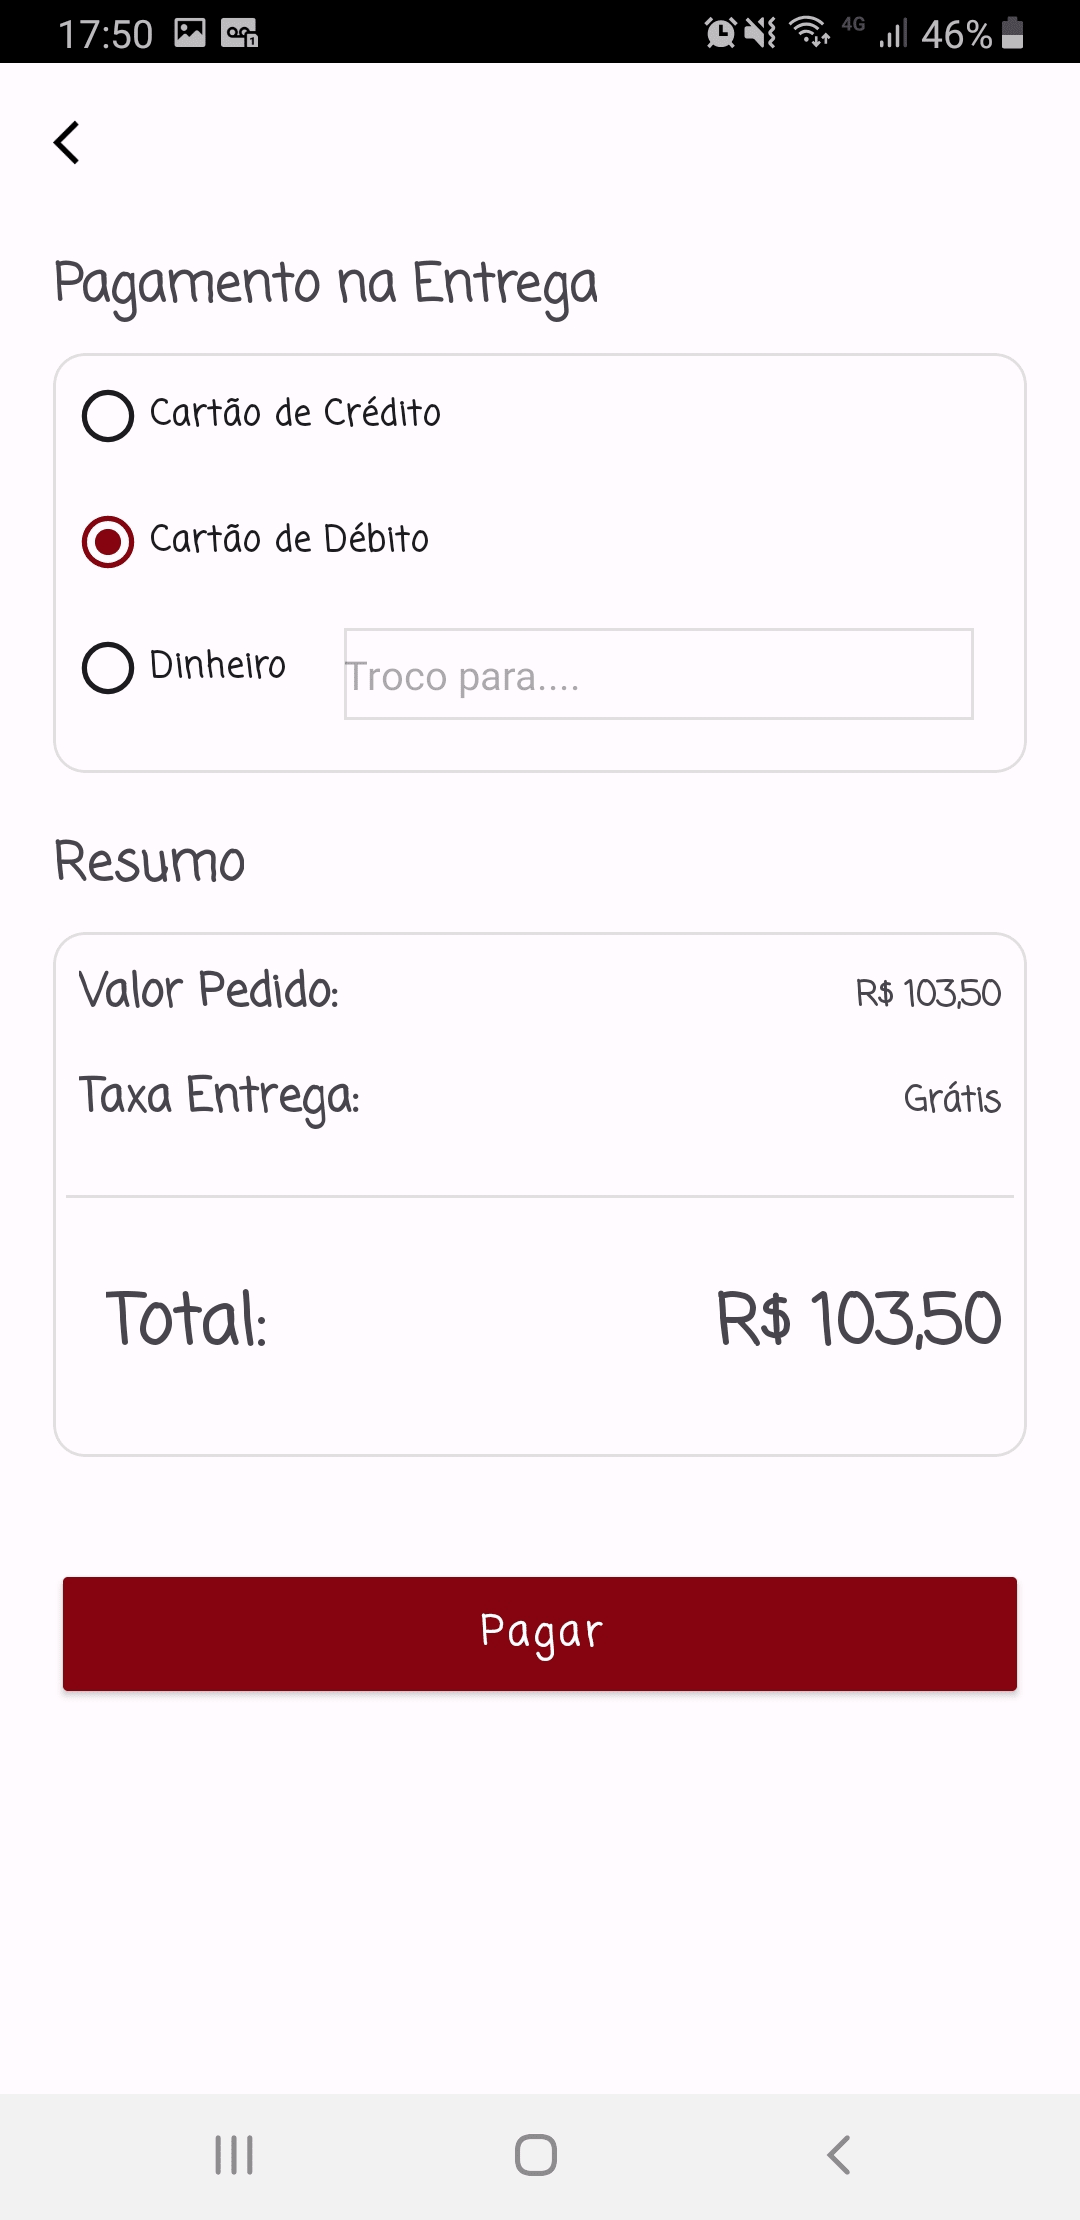 17:50 4G 46%
Pagamento na Entrega
Cartão de Crédito
Cartão de Débito
Dinheiro Troco para....
Resumo
Valor Pedido: R$ 103,50
Taxa Entrega: Grátis
Total: R$ 103,50
Pagar